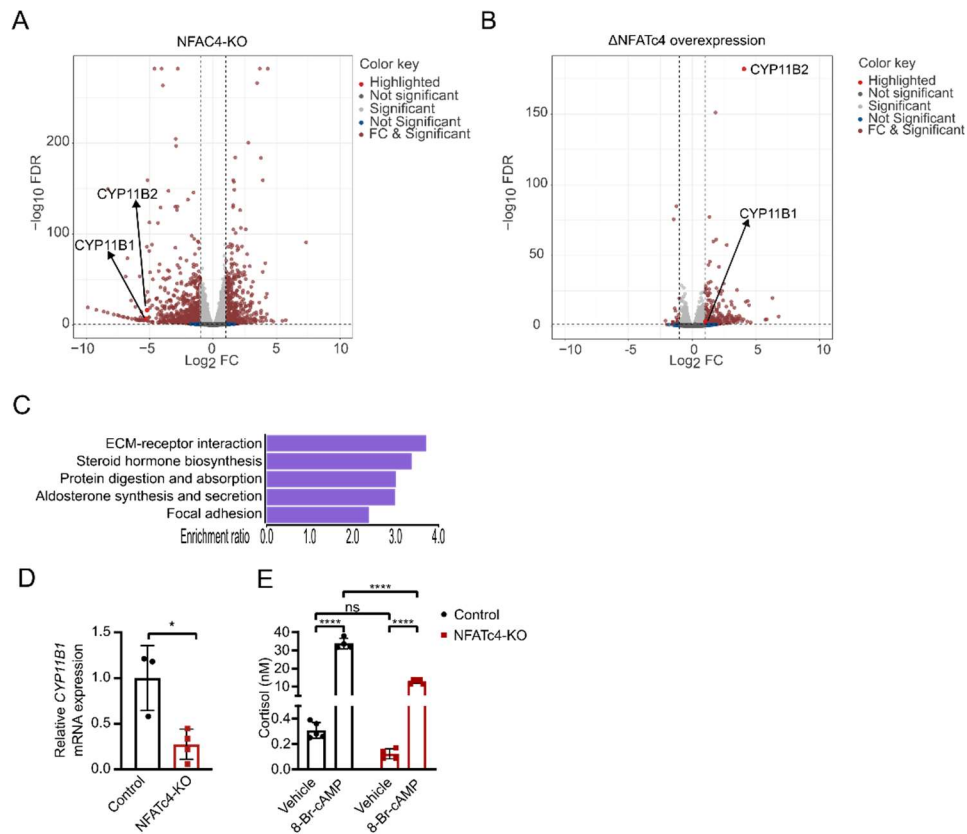 A
NFAC4-KO
Color key
Highlighted
Not significant
Significant
Not Significant
FC & Significant
−log10 FDR
200
100
0
CYP11B2
CYP11B1
-10
-5
0
5
10
Log2 FC
B
ΔNFATc4 overexpression
Color key
Highlighted
Not significant
Significant
Not Significant
FC & Significant
−log10 FDR
150
100
50
0
CYP11B2
CYP11B1
-10
-5
0
5
10
Log2 FC
C
ECM-receptor interaction
Steroid hormone biosynthesis
Protein digestion and absorption
Aldosterone synthesis and secretion
Focal adhesion
Enrichment ratio
0.0
1.0
2.0
3.0
4.0
D
Relative CYP11B1
mRNA expression
1.5
1.0
0.5
0.0
*
Control
NFATc4-KO
E
Cortisol (nM)
40
30
20
10
0.4
0.2
0.0
****
ns
****
****
Control
NFATc4-KO
Vehicle
8-Br-cAMP
Vehicle
8-Br-cAMP